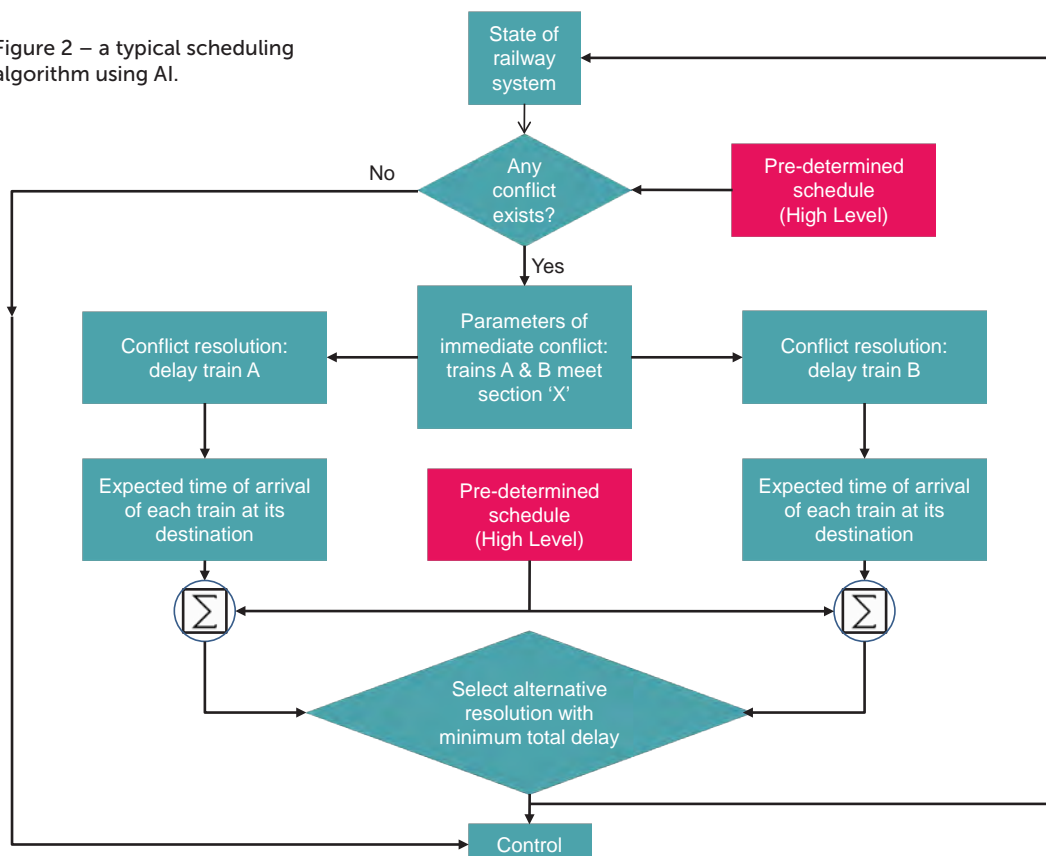 Figure 2 – a typical scheduling
algorithm using AI.
State of
railway
system
No
Any
conflict
exists?
Pre-determined
schedule
(High Level)
Yes
Conflict resolution:
delay train A
Parameters of
immediate conflict:
trains A & B meet
section ‘X’
Conflict resolution:
delay train B
Expected time of arrival
of each train at its
destination
Pre-determined
schedule
(High Level)
Expected time of arrival
of each train at its
destination
∑
∑
Select alternative
resolution with
minimum total delay
Control